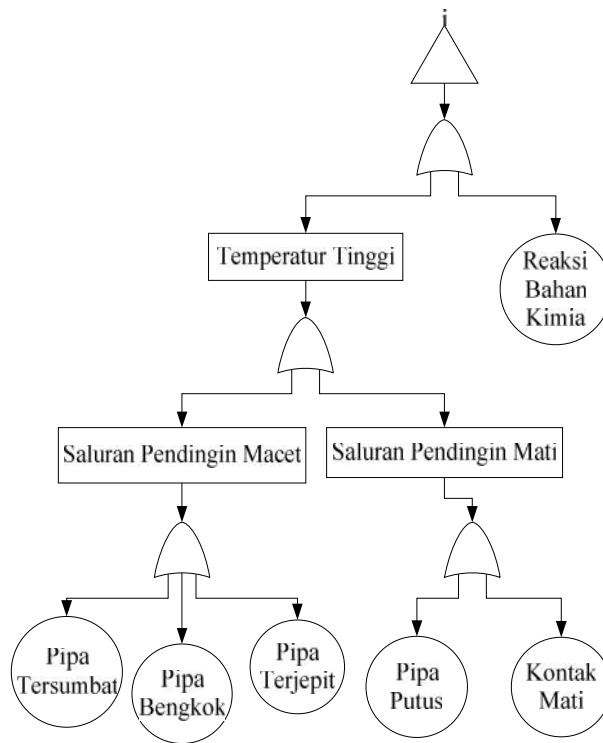 i
Temperatur Tinggi
Reaksi
Bahan
Kimia
Saluran Pendingin Macet
Saluran Pendingin Mati
Pipa
Tersumbat
Pipa
Bengkok
Pipa
Terjepit
Pipa
Putus
Kontak
Mati